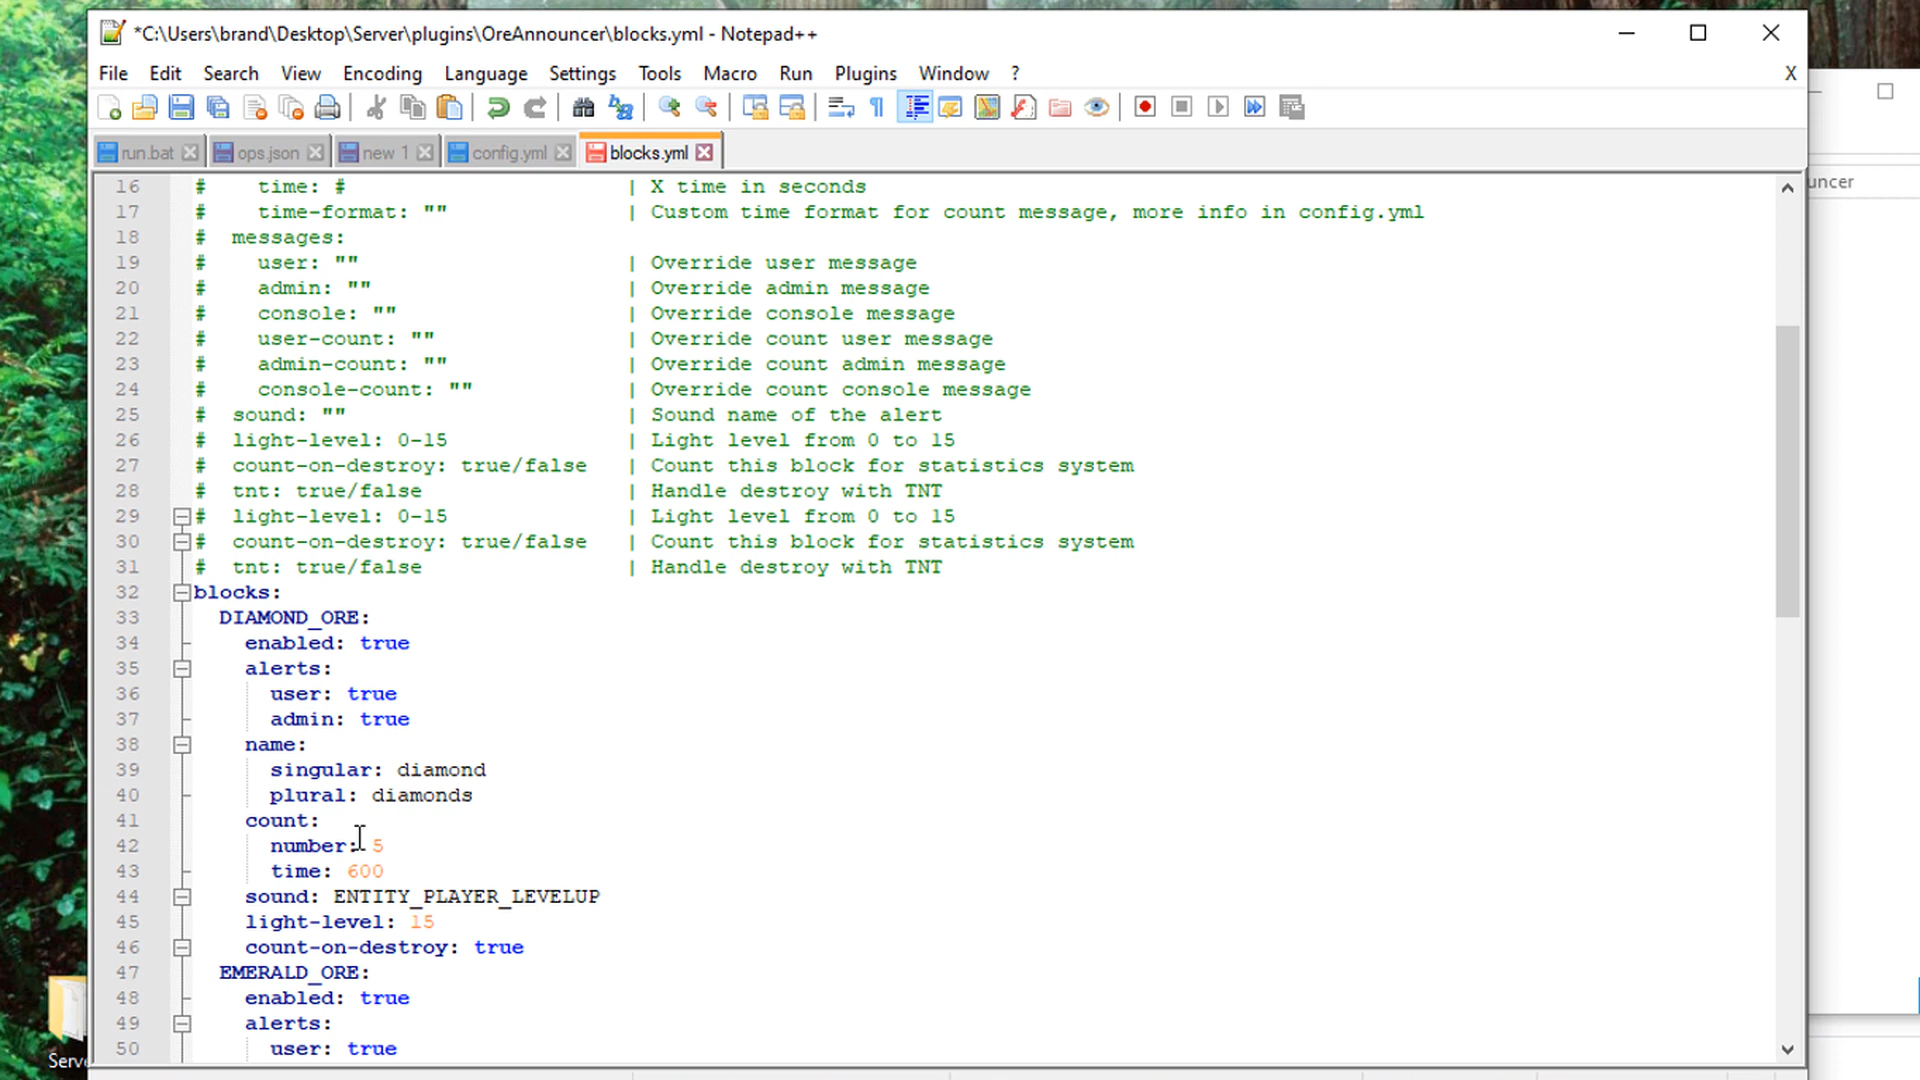 *C:\Users\brand\Desktop\Server\plugins\OreAnnouncer\blocks.yml - Notepad++
File Edit Search View Encoding Language Settings Tools Macro Run Plugins Window ? X
run.bat ops.json new 1 config.yml blocks.yml
uncer
16 # time: # | X time in seconds
17 # time-format: "" | Custom time format for count message, more info in config.yml
18 # messages:
19 # user: "" | Override user message
20 # admin: "" | Override admin message
21 # console: "" | Override console message
22 # user-count: "" | Override count user message
23 # admin-count: "" | Override count admin message
24 # console-count: "" | Override count console message
25 # sound: "" | Sound name of the alert
26 # light-level: 0-15 | Light level from 0 to 15
27 # count-on-destroy: true/false | Count this block for statistics system
28 # tnt: true/false | Handle destroy with TNT
29 # light-level: 0-15 | Light level from 0 to 15
30 # count-on-destroy: true/false | Count this block for statistics system
31 # tnt: true/false | Handle destroy with TNT
32 blocks:
33 DIAMOND_ORE:
34 enabled: true
35 alerts:
36 user: true
37 admin: true
38 name:
39 singular: diamond
40 plural: diamonds
41 count:
42 number: 5
43 time: 600
44 sound: ENTITY_PLAYER_LEVELUP
45 light-level: 15
46 count-on-destroy: true
47 EMERALD_ORE:
48 enabled: true
49 alerts:
50 user: true
Serve